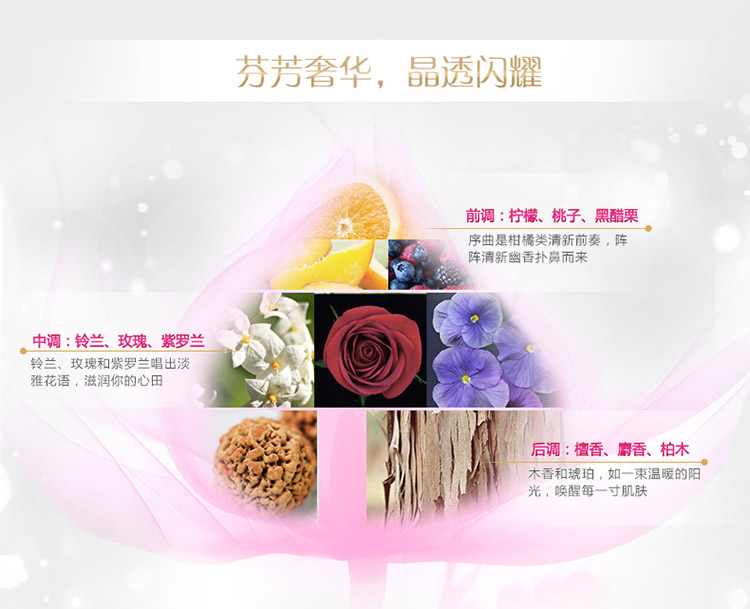 芬芳奢华，晶透闪耀
前调：柠檬、桃子、黑醋栗
序曲是柑橘类清新前奏，阵
阵清新幽香扑鼻而来
中调：铃兰、玫瑰、紫罗兰
铃兰、玫瑰和紫罗兰唱出淡
雅花语，滋润你的心田
后调：檀香、麝香、柏木
木香和琥珀，如一束温暖的阳
光，唤醒每一寸肌肤